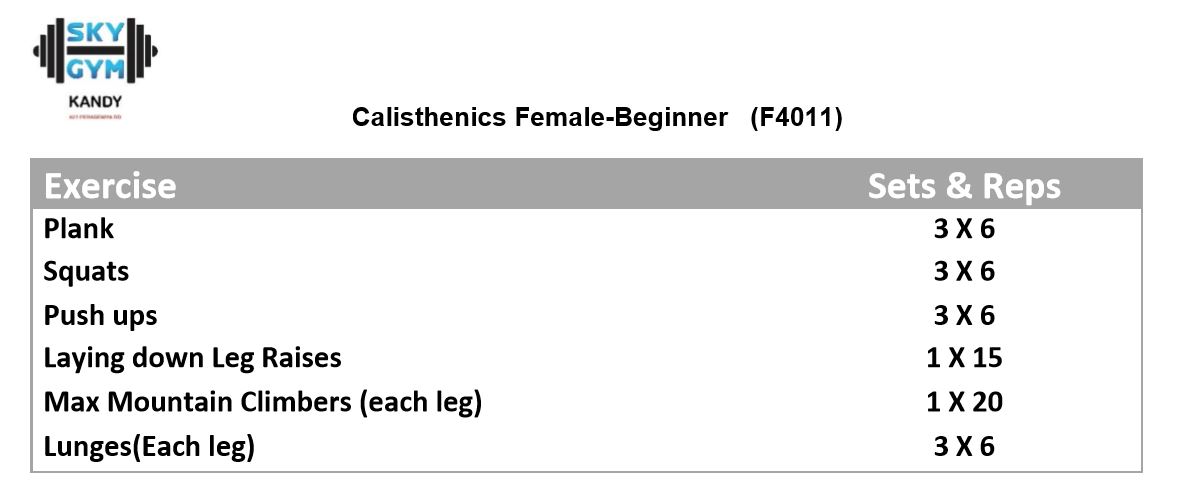 SKY
GYM
KANDY
Calisthenics Female-Beginner (F4011)
Exercise Sets & Reps
Plank 3 X 6
Squats 3 X 6
Push ups 3 X 6
Laying down Leg Raises 1 X 15
Max Mountain Climbers (each leg) 1 X 20
Lunges(Each leg) 3 X 6